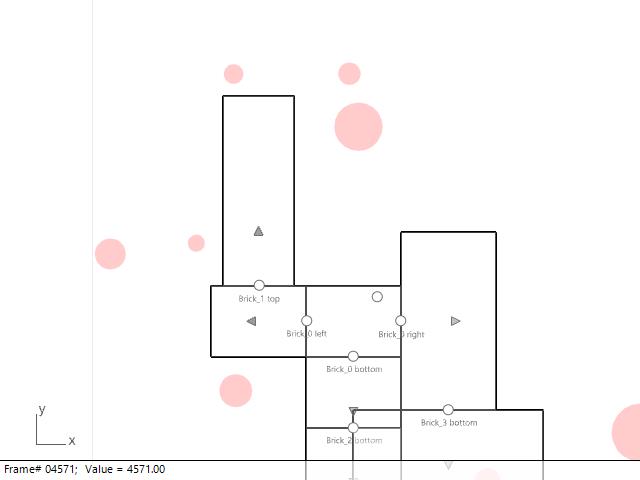 Brick_1 top
Brick_0 left
Brick_0 right
Brick_0 bottom
Brick_3 bottom
Brick_2 bottom
y
x
Frame# 04571; Value = 4571.00